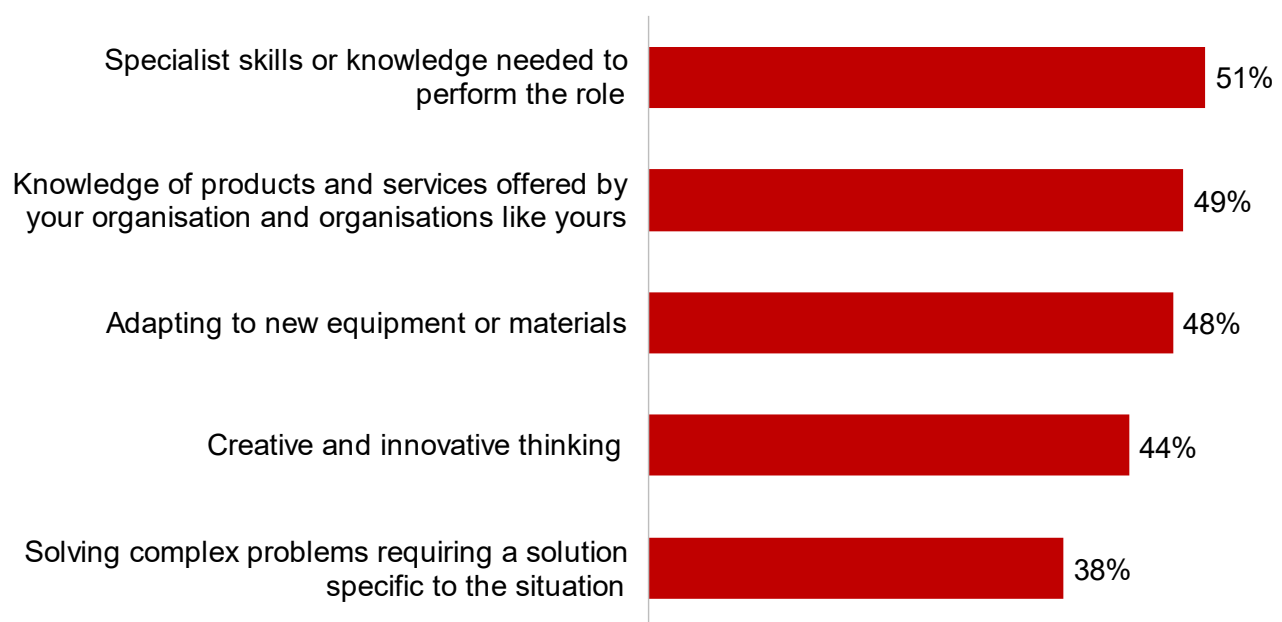 Specialist skills or knowledge needed to
perform the role
51%
Knowledge of products and services offered by
your organisation and organisations like yours
49%
Adapting to new equipment or materials
48%
Creative and innovative thinking
44%
Solving complex problems requiring a solution
specific to the situation
38%